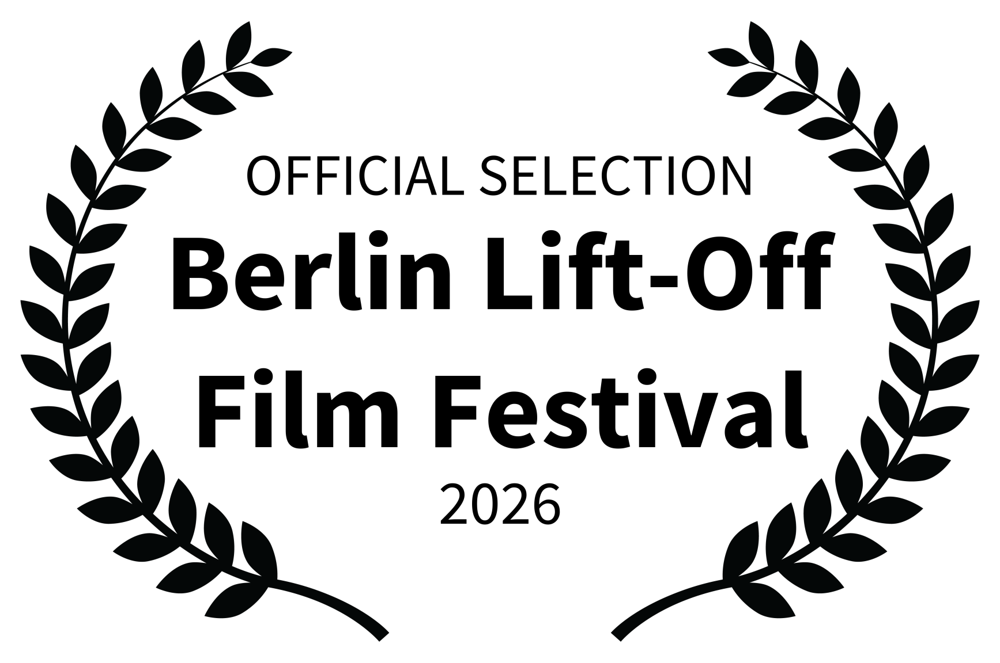 OFFICIAL SELECTION
Berlin Lift-Off
Film Festival
2026